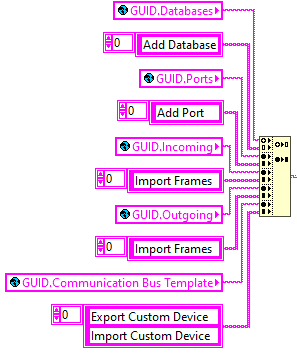 GUID.Databases
0
Add Database
GUID.Ports
0
Add Port
GUID.Incoming
0
Import Frames
GUID.Outgoing
0
Import Frames
GUID.Communication Bus Template
0
Export Custom Device
Import Custom Device